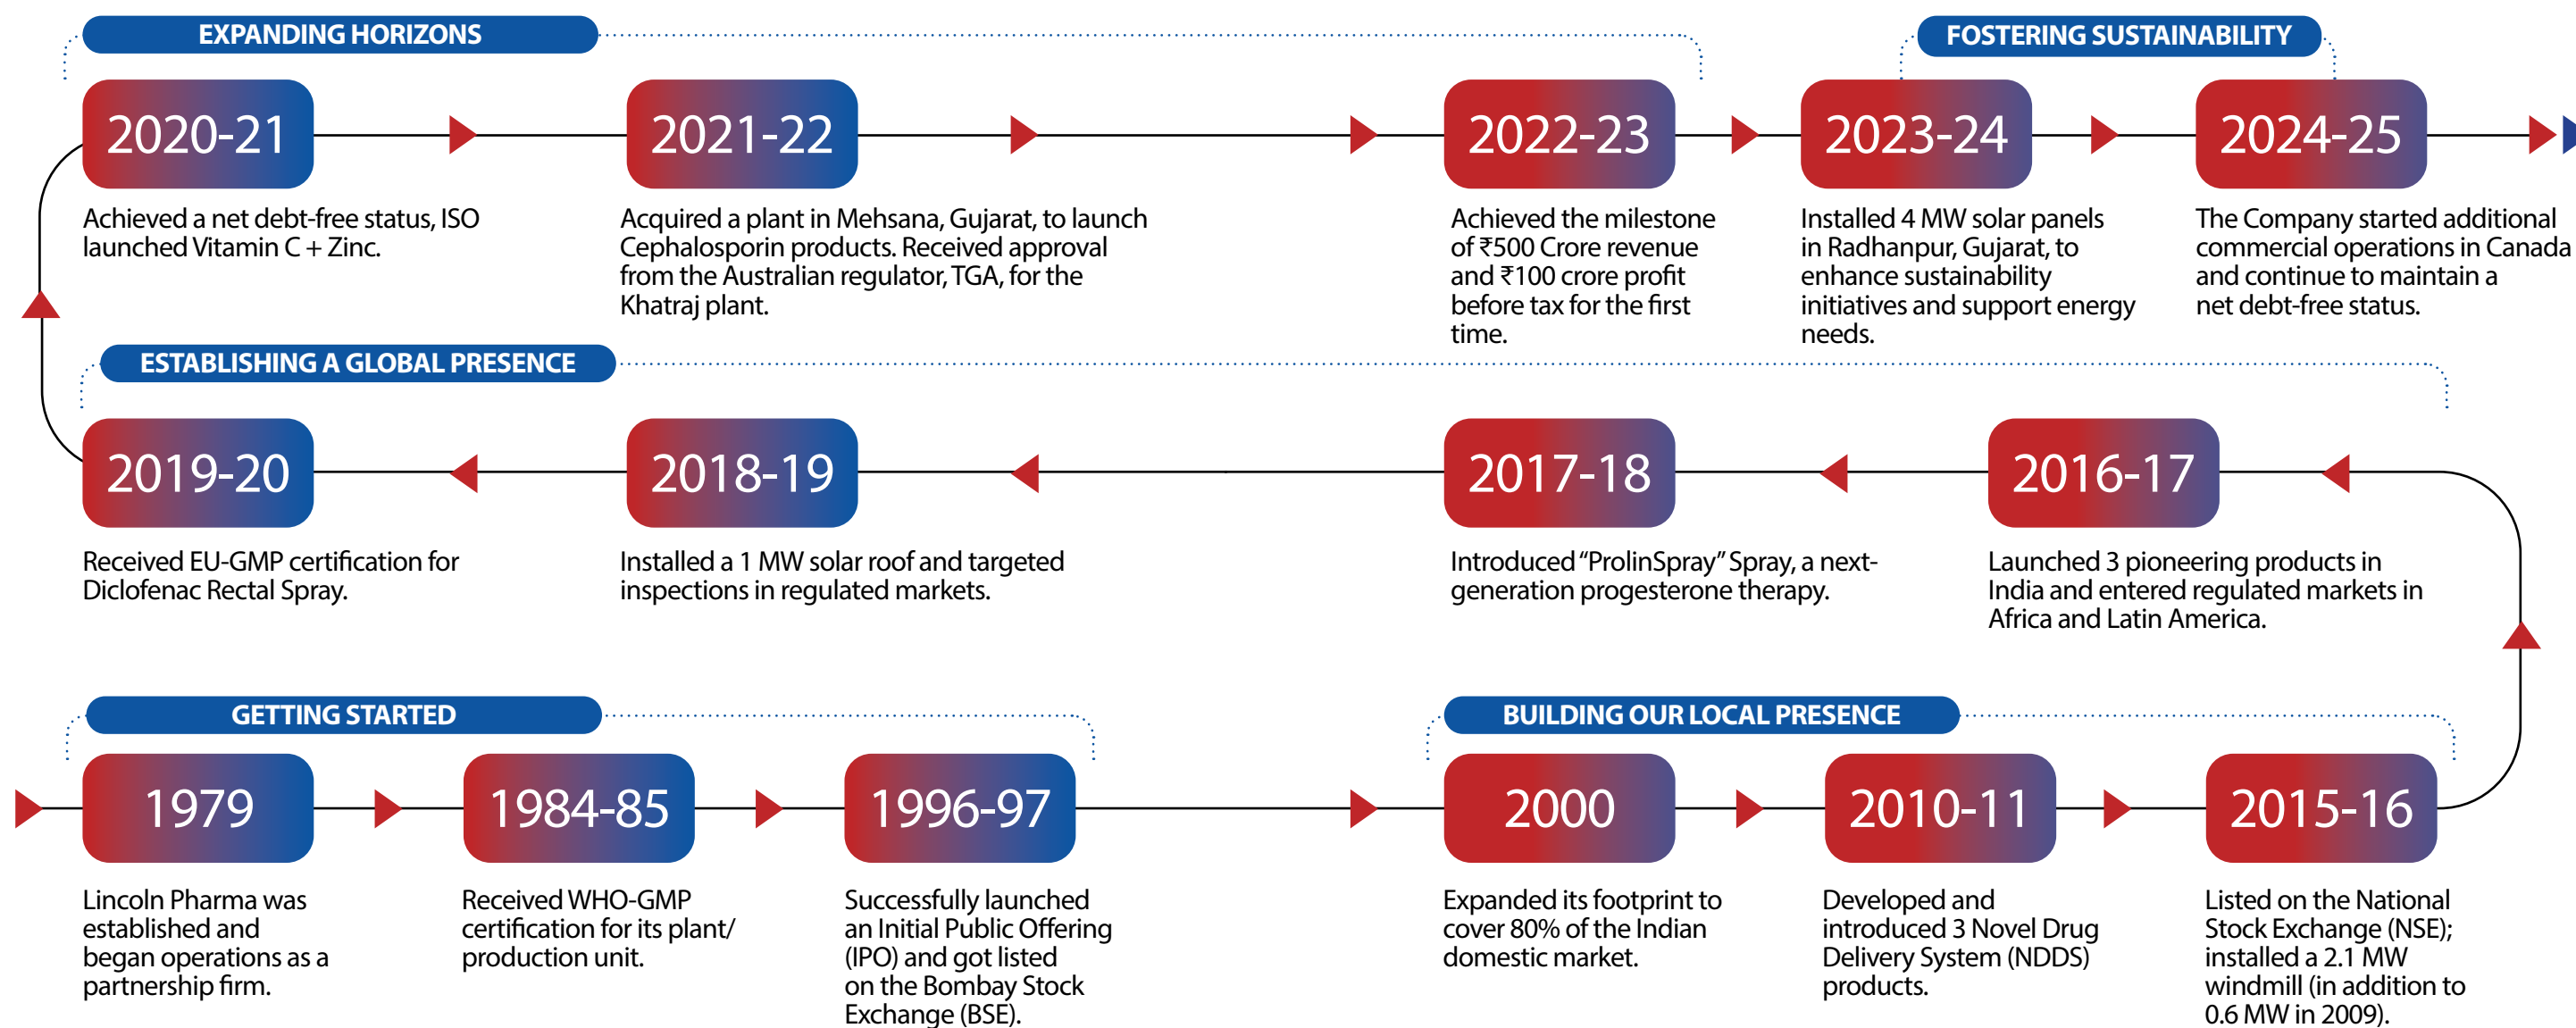 EXPANDING HORIZONS
FOSTERING SUSTAINABILITY
2020-21
Achieved a net debt-free status, ISO
launched Vitamin C + Zinc.
2021-22
Acquired a plant in Mehsana, Gujarat, to launch
Cephalosporin products. Received approval
from the Australian regulator, TGA, for the
Khatraj plant.
2022-23
Achieved the milestone
of ₹500 Crore revenue
and ₹100 crore profit
before tax for the first
time.
2023-24
Installed 4 MW solar panels
in Radhanpur, Gujarat, to
enhance sustainability
initiatives and support energy
needs.
2024-25
The Company started additional
commercial operations in Canada
and continue to maintain a
net debt-free status.
ESTABLISHING A GLOBAL PRESENCE
2019-20
Received EU-GMP certification for
Diclofenac Rectal Spray.
2018-19
Installed a 1 MW solar roof and targeted
inspections in regulated markets.
2017-18
Introduced “ProlinSpray” Spray, a next-
generation progesterone therapy.
2016-17
Launched 3 pioneering products in
India and entered regulated markets in
Africa and Latin America.
GETTING STARTED
BUILDING OUR LOCAL PRESENCE
1979
Lincoln Pharma was
established and
began operations as a
partnership firm.
1984-85
Received WHO-GMP
certification for its plant/
production unit.
1996-97
Successfully launched
an Initial Public Offering
(IPO) and got listed
on the Bombay Stock
Exchange (BSE).
2000
Expanded its footprint to
cover 80% of the Indian
domestic market.
2010-11
Developed and
introduced 3 Novel Drug
Delivery System (NDDS)
products.
2015-16
Listed on the National
Stock Exchange (NSE);
installed a 2.1 MW
windmill (in addition to
0.6 MW in 2009).